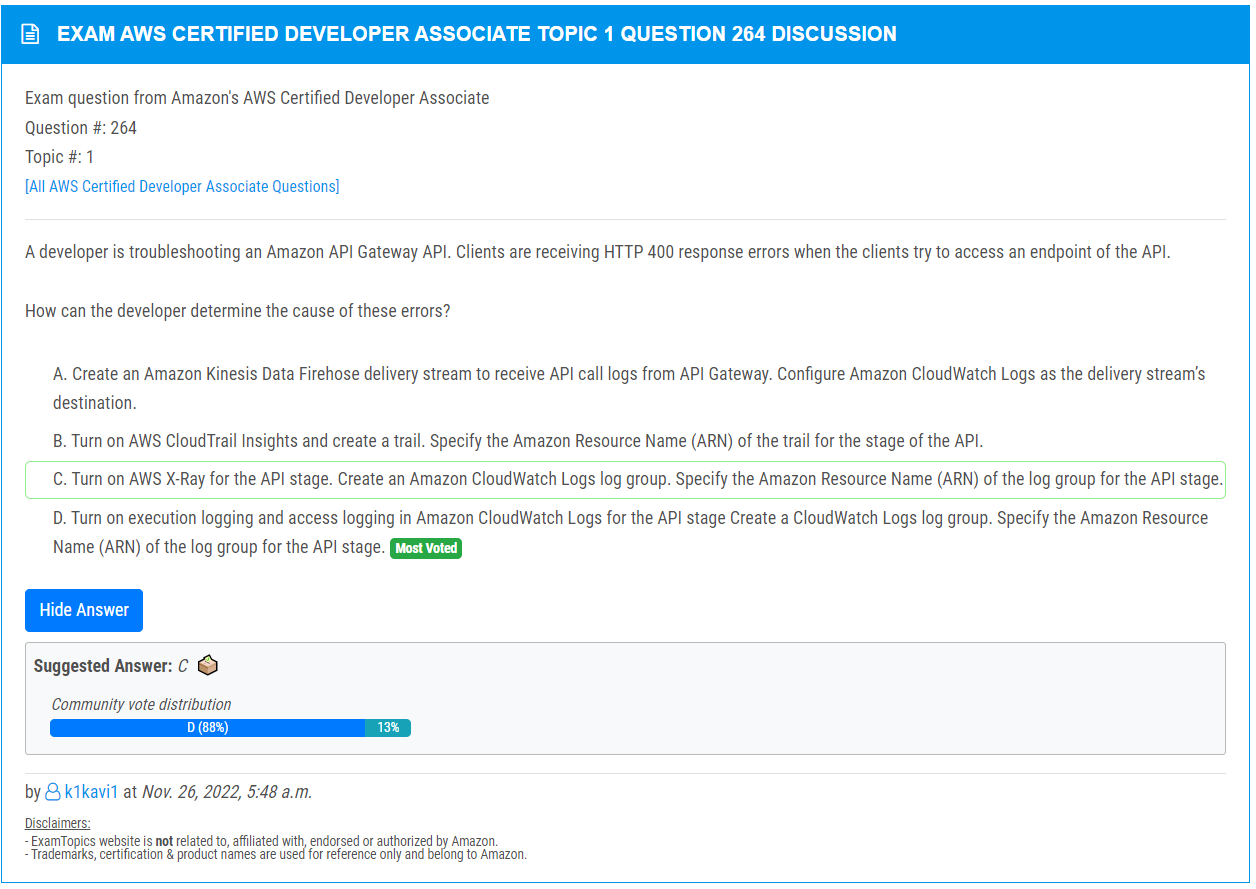 EXAM AWS CERTIFIED DEVELOPER ASSOCIATE TOPIC 1 QUESTION 264 DISCUSSION
Exam question from Amazon's AWS Certified Developer Associate
Question #: 264
Topic #: 1
[All AWS Certified Developer Associate Questions]
A developer is troubleshooting an Amazon API Gateway API. Clients are receiving HTTP 400 response errors when the clients try to access an endpoint of the API.
How can the developer determine the cause of these errors?
A. Create an Amazon Kinesis Data Firehose delivery stream to receive API call logs from API Gateway. Configure Amazon CloudWatch Logs as the delivery stream’s
destination.
B. Turn on AWS CloudTrail Insights and create a trail. Specify the Amazon Resource Name (ARN) of the trail for the stage of the API.
C. Turn on AWS X-Ray for the API stage. Create an Amazon CloudWatch Logs log group. Specify the Amazon Resource Name (ARN) of the log group for the API stage.
D. Turn on execution logging and access logging in Amazon CloudWatch Logs for the API stage Create a CloudWatch Logs log group. Specify the Amazon Resource
Name (ARN) of the log group for the API stage. Most Voted
Hide Answer
Suggested Answer: C
Community vote distribution
D (88%) 13%
by k1kavi1 at Nov. 26, 2022, 5:48 a.m.
Disclaimers:
- ExamTopics website is not related to, affiliated with, endorsed or authorized by Amazon.
- Trademarks, certification & product names are used for reference only and belong to Amazon.